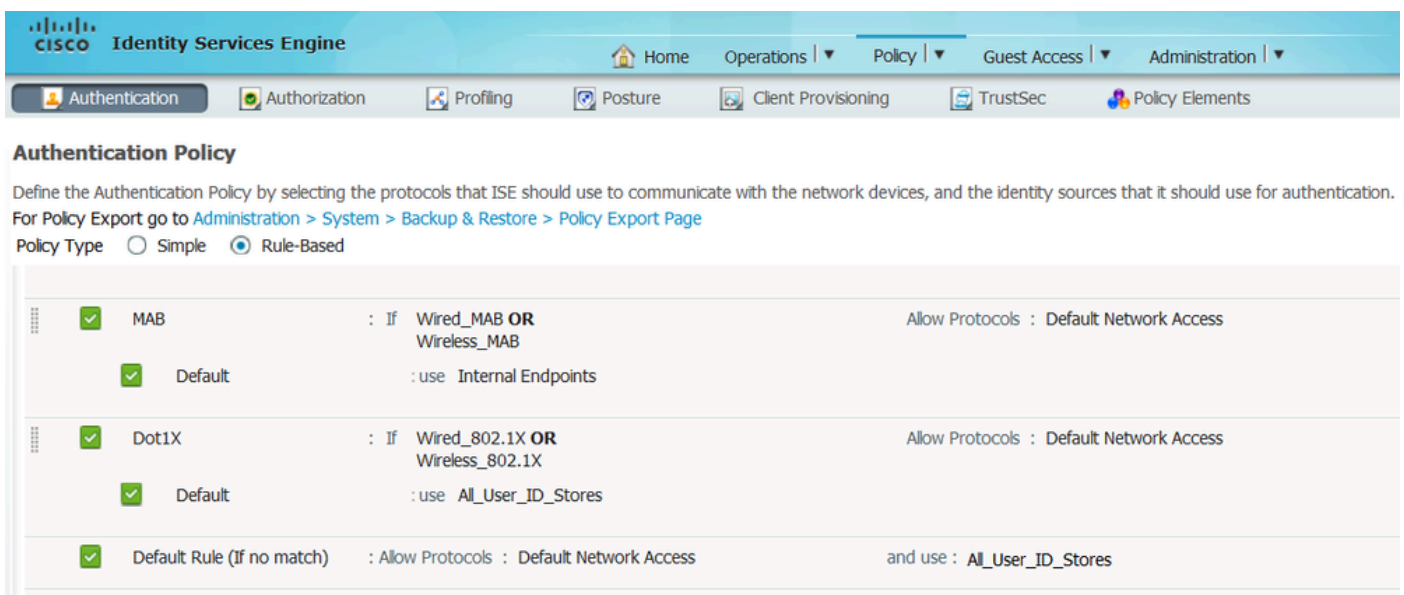 CISCO Identity Services Engine
Home Operations Policy Guest Access Administration
Authentication Authorization Profiling Posture Client Provisioning TrustSec Policy Elements
Authentication Policy
Define the Authentication Policy by selecting the protocols that ISE should use to communicate with the network devices, and the identity sources that it should use for authentication.
For Policy Export go to Administration > System > Backup & Restore > Policy Export Page
Policy Type Simple Rule-Based
MAB : If Wired_MAB OR Allow Protocols : Default Network Access
Wireless_MAB
Default : use Internal Endpoints
Dot1X : If Wired_802.1X OR Allow Protocols : Default Network Access
Wireless_802.1X
Default : use All_User_ID_Stores
Default Rule (If no match) : Allow Protocols : Default Network Access and use : All_User_ID_Stores